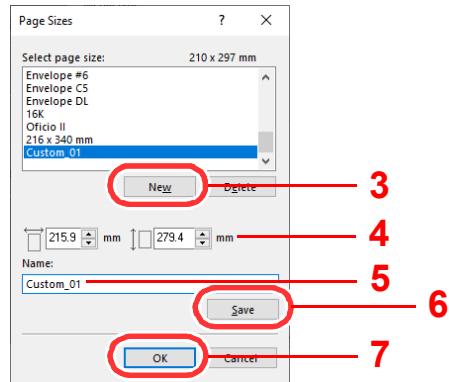 Page Sizes ? ×
Select page size: 210 x 297 mm
Envelope #6
Envelope C5
Envelope DL
16K
Oficio II
216 x 340 mm
Custom_01
New Delete 3
215.9 mm 279.4 mm 4
Name:
Custom_01 5
Save 6
OK Cancel 7